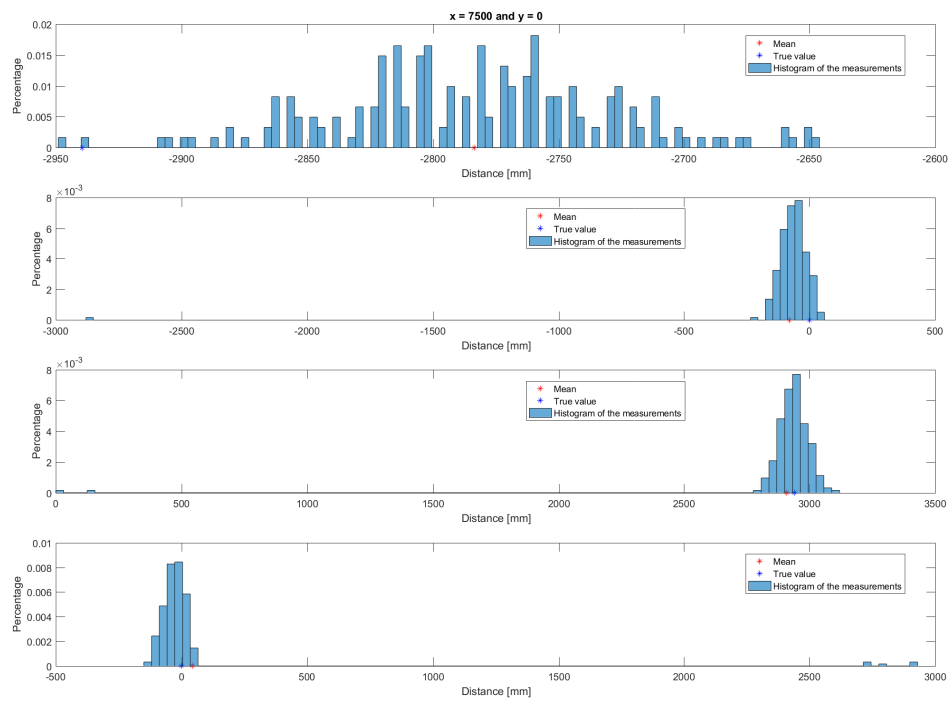 x = 7500 and y = 0
0.02
0.015
0.01
0.005
0
Percentage
-2950 -2900 -2850 -2800 -2750 -2700 -2650 -2600
Distance [mm]
Mean
True value
Histogram of the measurements
×10-3
8
6
4
2
0
Percentage
-3000 -2500 -2000 -1500 -1000 -500 0 500
Distance [mm]
Mean
True value
Histogram of the measurements
×10-3
8
6
4
2
0
Percentage
0 500 1000 1500 2000 2500 3000 3500
Distance [mm]
Mean
True value
Histogram of the measurements
0.01
0.008
0.006
0.004
0.002
0
Percentage
-500 0 500 1000 1500 2000 2500 3000
Distance [mm]
Mean
True value
Histogram of the measurements